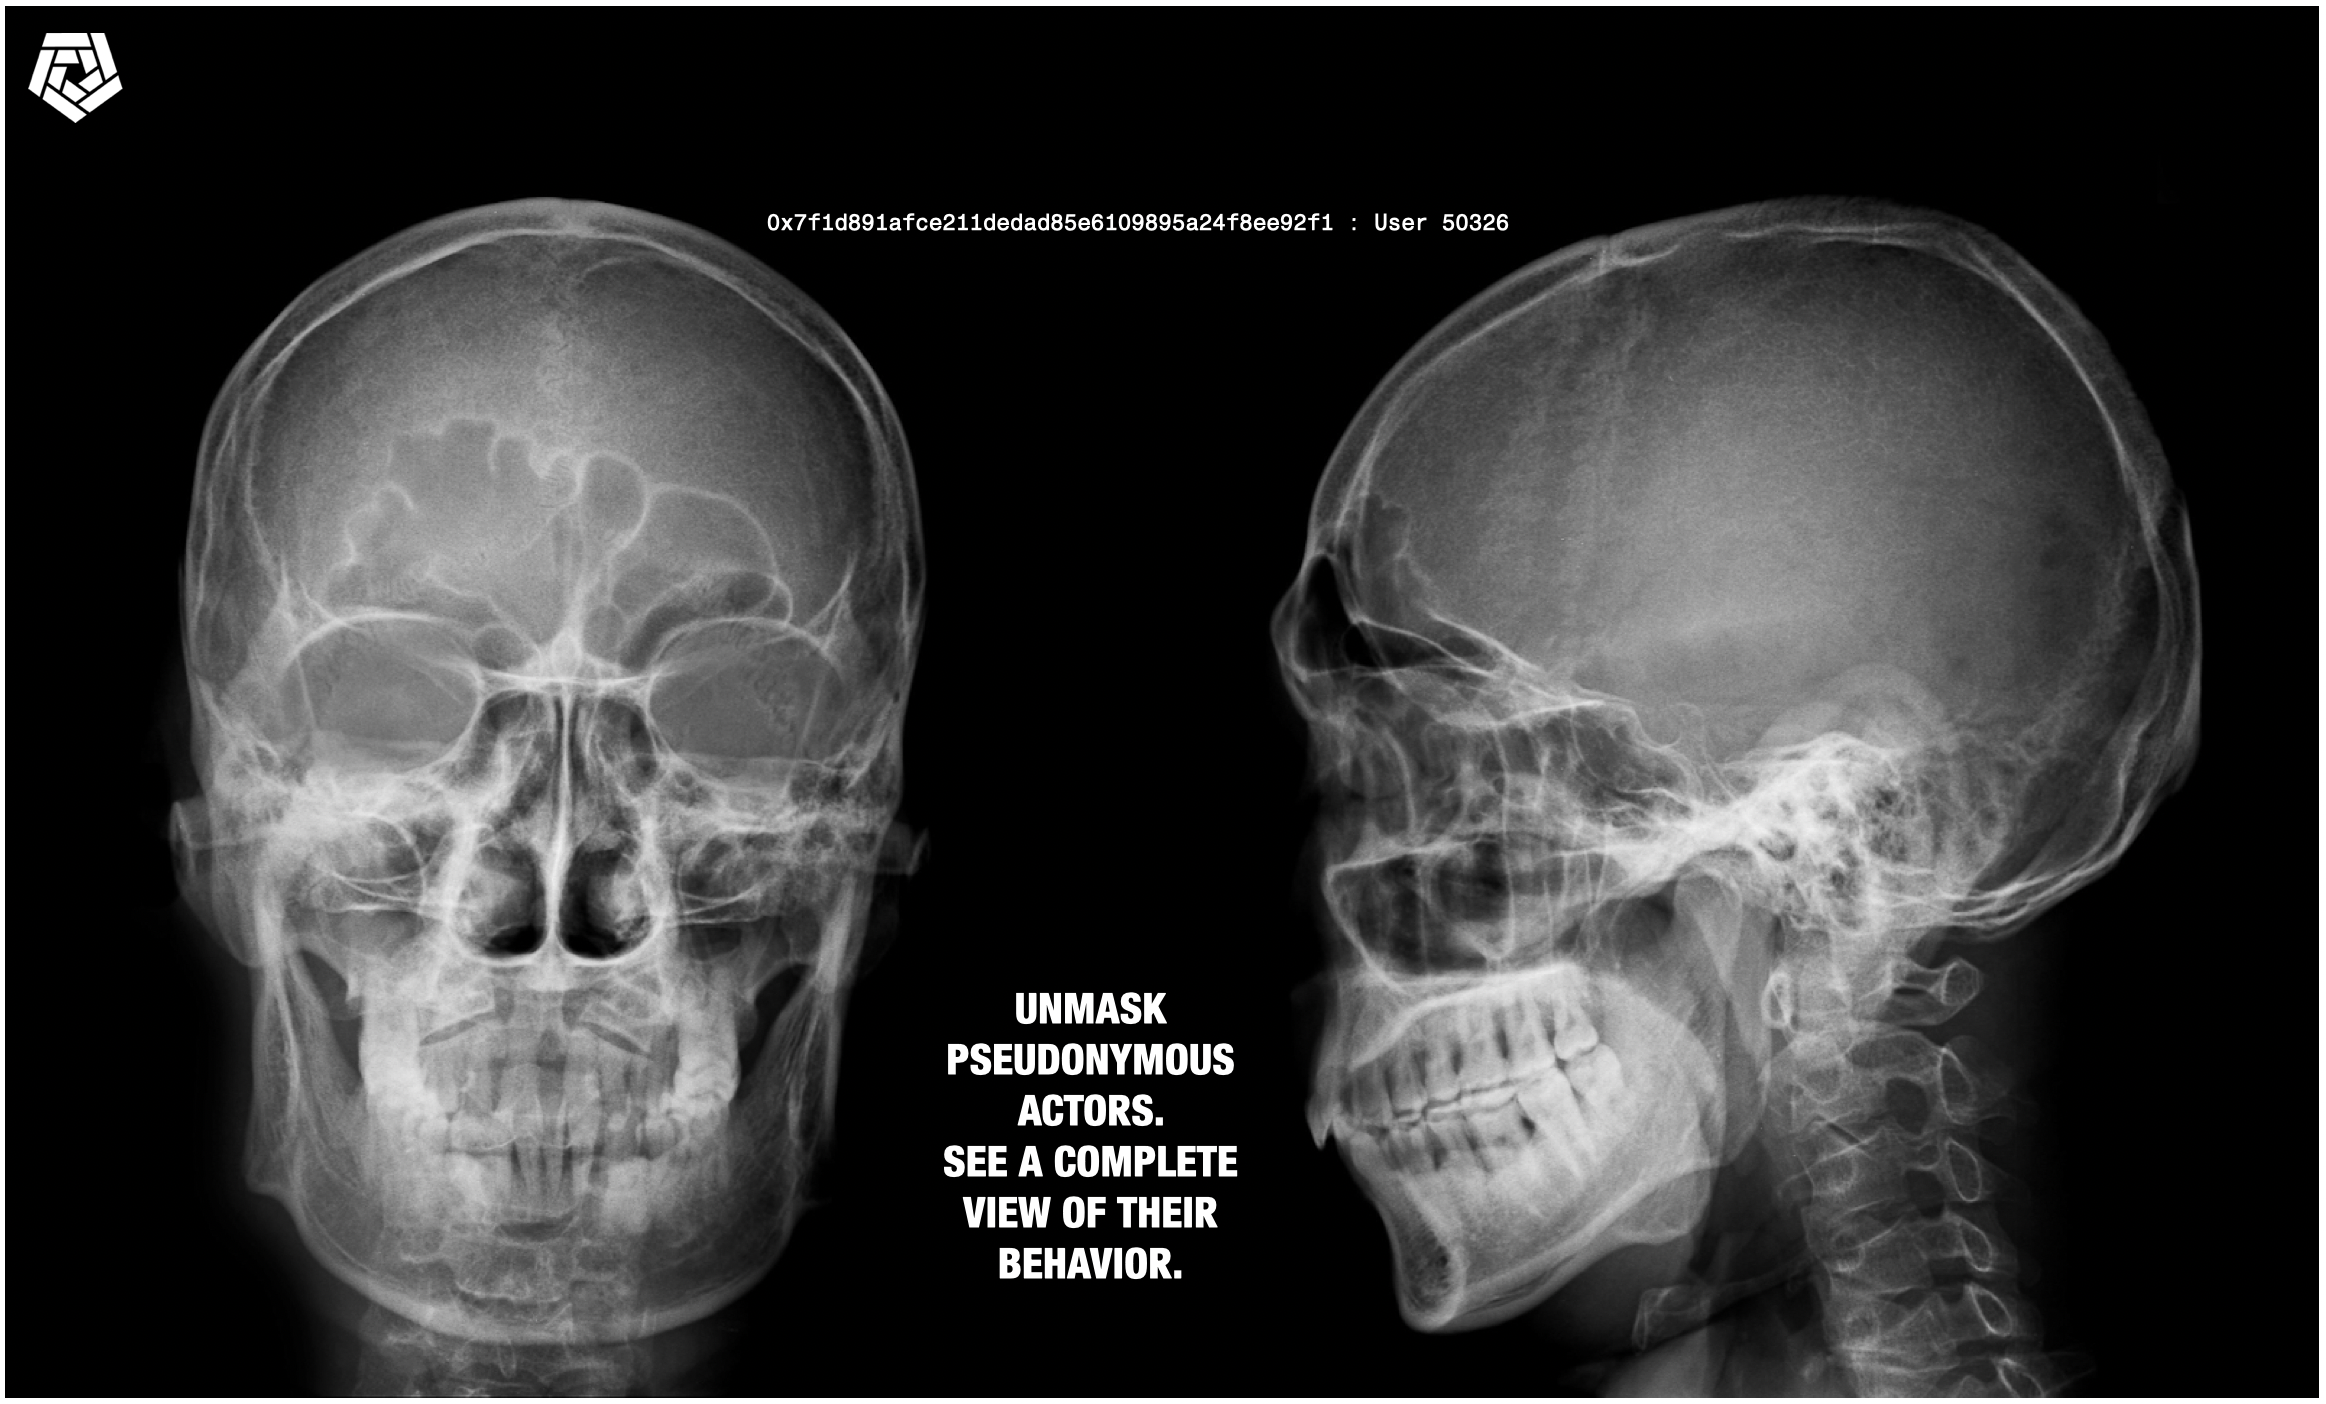 0x7f1d891afce211dedad85e6109895a24f8ee92f1 : User 50326
UNMASK
PSEUDONYMOUS
ACTORS.
SEE A COMPLETE
VIEW OF THEIR
BEHAVIOR.